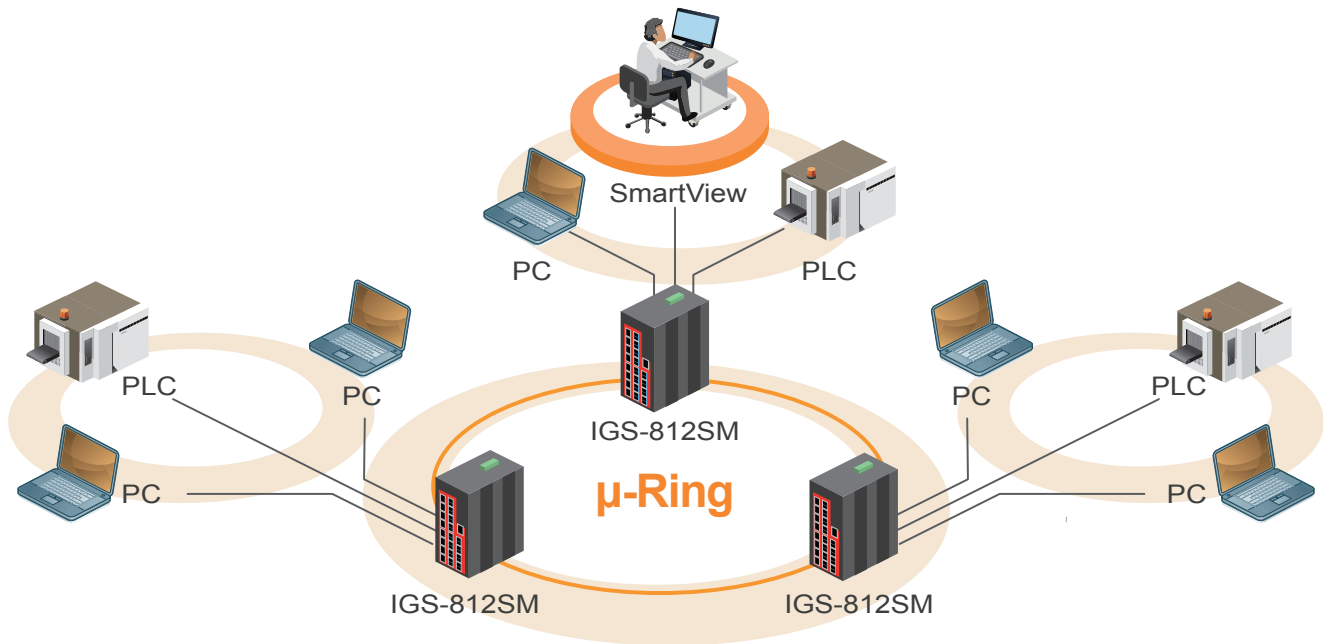 SmartView
PC
PLC
PLC
PC
PC
PLC
IGS-812SM
PC
µ-Ring
PC
IGS-812SM
IGS-812SM